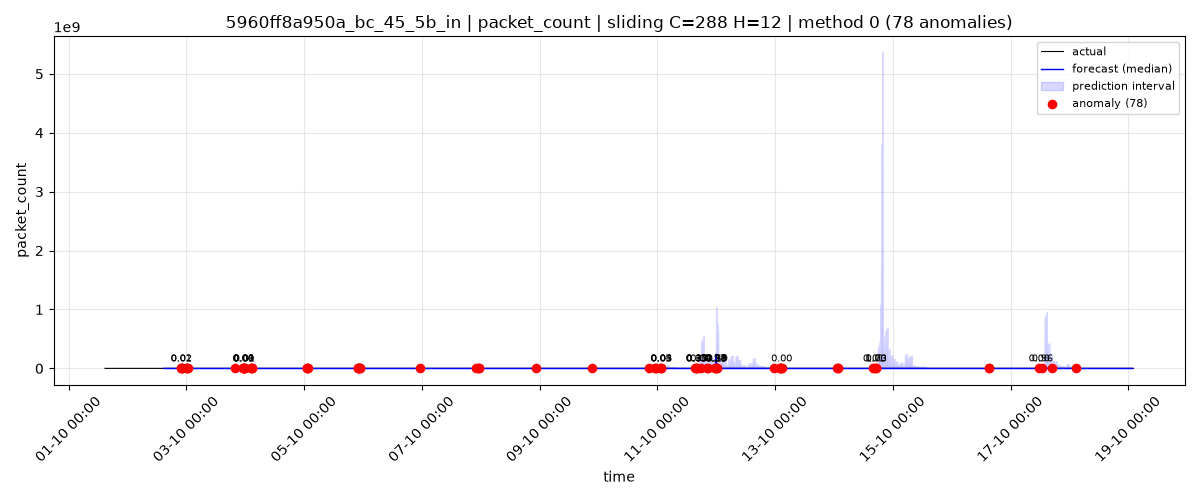 5960ff8a950a_bc_45_5b_in | packet_count | sliding C=288 H=12 | method 0 (78 anomalies)
1e9
actual
forecast (median)
prediction interval
anomaly (78)
5
4
3
2
1
0
packet_count
0.00
01-10 00:00
03-10 00:00
05-10 00:00
07-10 00:00
09-10 00:00
11-10 00:00
13-10 00:00
15-10 00:00
17-10 00:00
19-10 00:00
time